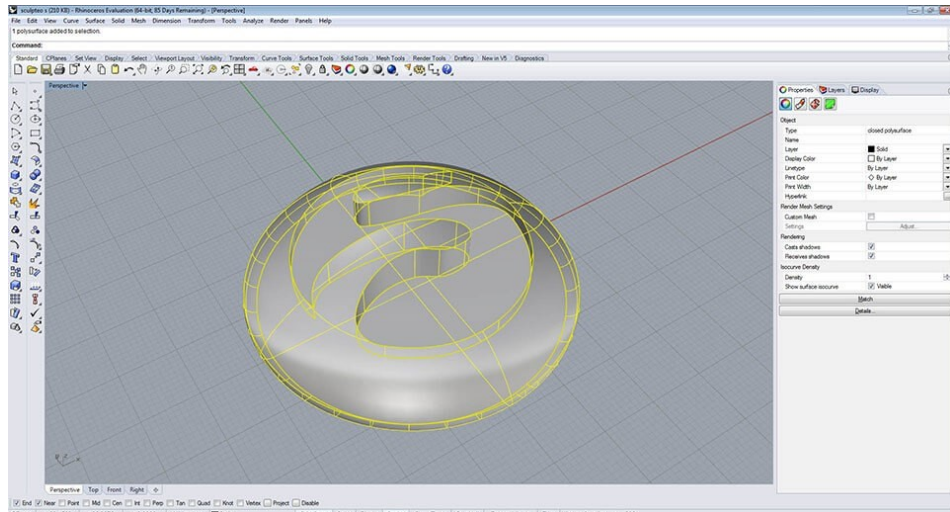 sculpteo s (210 KB) - Rhinoceros Evaluation (64-bit, 85 Days Remaining) - [Perspective]
File Edit View Curve Surface Solid Mesh Dimension Transform Tools Analyze Render Panels Help
1 polysurface added to selection.
Command:
Standard CPlanes Set View Display Select Viewport Layout Visibility Transform Curve Tools Surface Tools Solid Tools Mesh Tools Render Tools Drafting New in V5 Diagnostics
Perspective
Properties Layers Display
Object
Type closed polysurface
Name
Layer Solid
Display Color By Layer
Linetype By Layer
Print Color By Layer
Print Width By Layer
Hyperlink
Render Mesh Settings
Custom Mesh
Settings Adjust...
Rendering
Casts shadows
Receives shadows
Isocurve Density
Density 1
Show surface isocurve Visible
Match
Details...
Perspective Top Front Right
End Near Point Mid Cen Int Perp Tan Quad Knot Vertex Project Disable